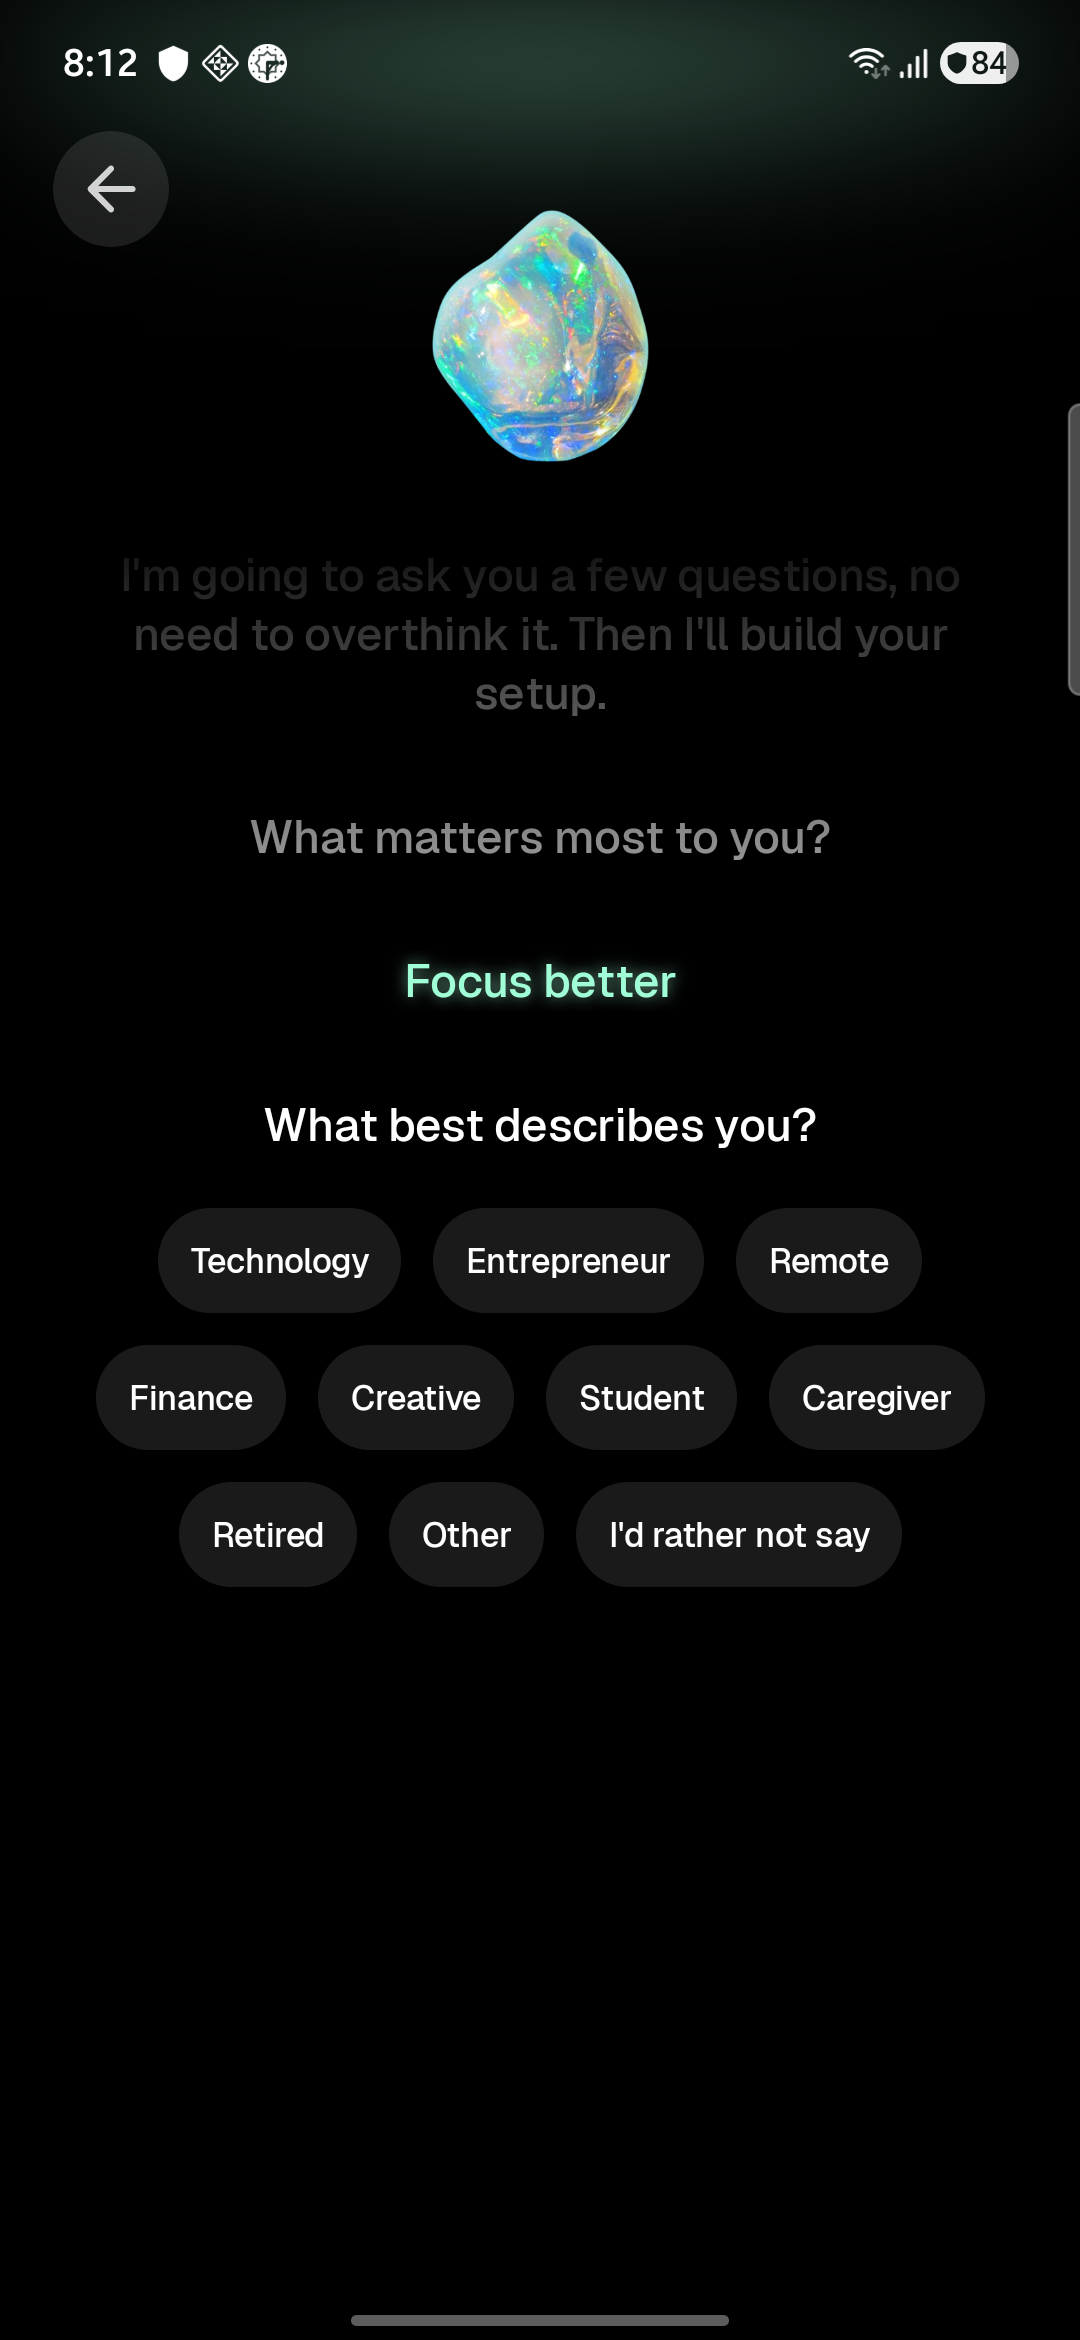 8:12
84
I'm going to ask you a few questions, no
need to overthink it. Then I'll build your
setup.
What matters most to you?
Focus better
What best describes you?
Technology
Entrepreneur
Remote
Finance
Creative
Student
Caregiver
Retired
Other
I'd rather not say